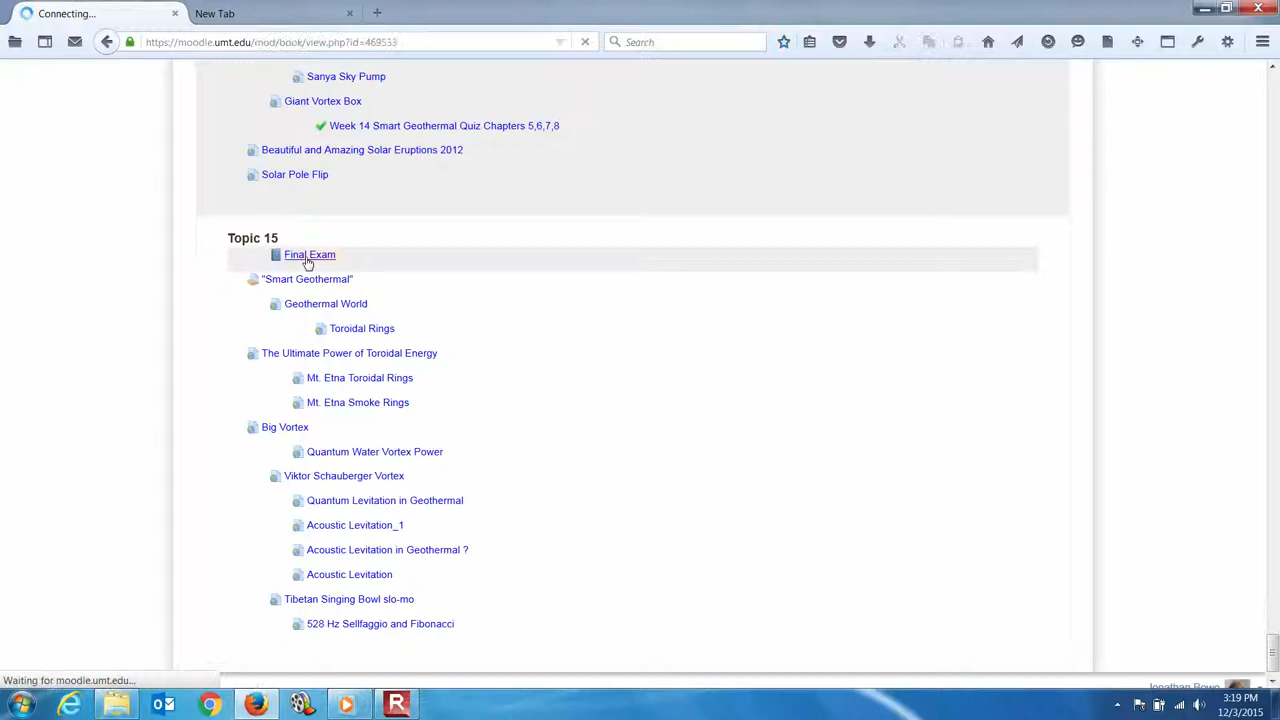 Connecting...
New Tab
https://moodle.umt.edu/mod/book/view.php?id=469533
Search
Sanya Sky Pump
Giant Vortex Box
Week 14 Smart Geothermal Quiz Chapters 5,6,7,8
Beautiful and Amazing Solar Eruptions 2012
Solar Pole Flip
Topic 15
Final Exam
"Smart Geothermal"
Geothermal World
Toroidal Rings
The Ultimate Power of Toroidal Energy
Mt. Etna Toroidal Rings
Mt. Etna Smoke Rings
Big Vortex
Quantum Water Vortex Power
Viktor Schauberger Vortex
Quantum Levitation in Geothermal
Acoustic Levitation_1
Acoustic Levitation in Geothermal ?
Acoustic Levitation
Tibetan Singing Bowl slo-mo
528 Hz Sellfaggio and Fibonacci
Waiting for moodle.umt.edu...
Jonathan Bowe
3:19 PM
12/3/2015